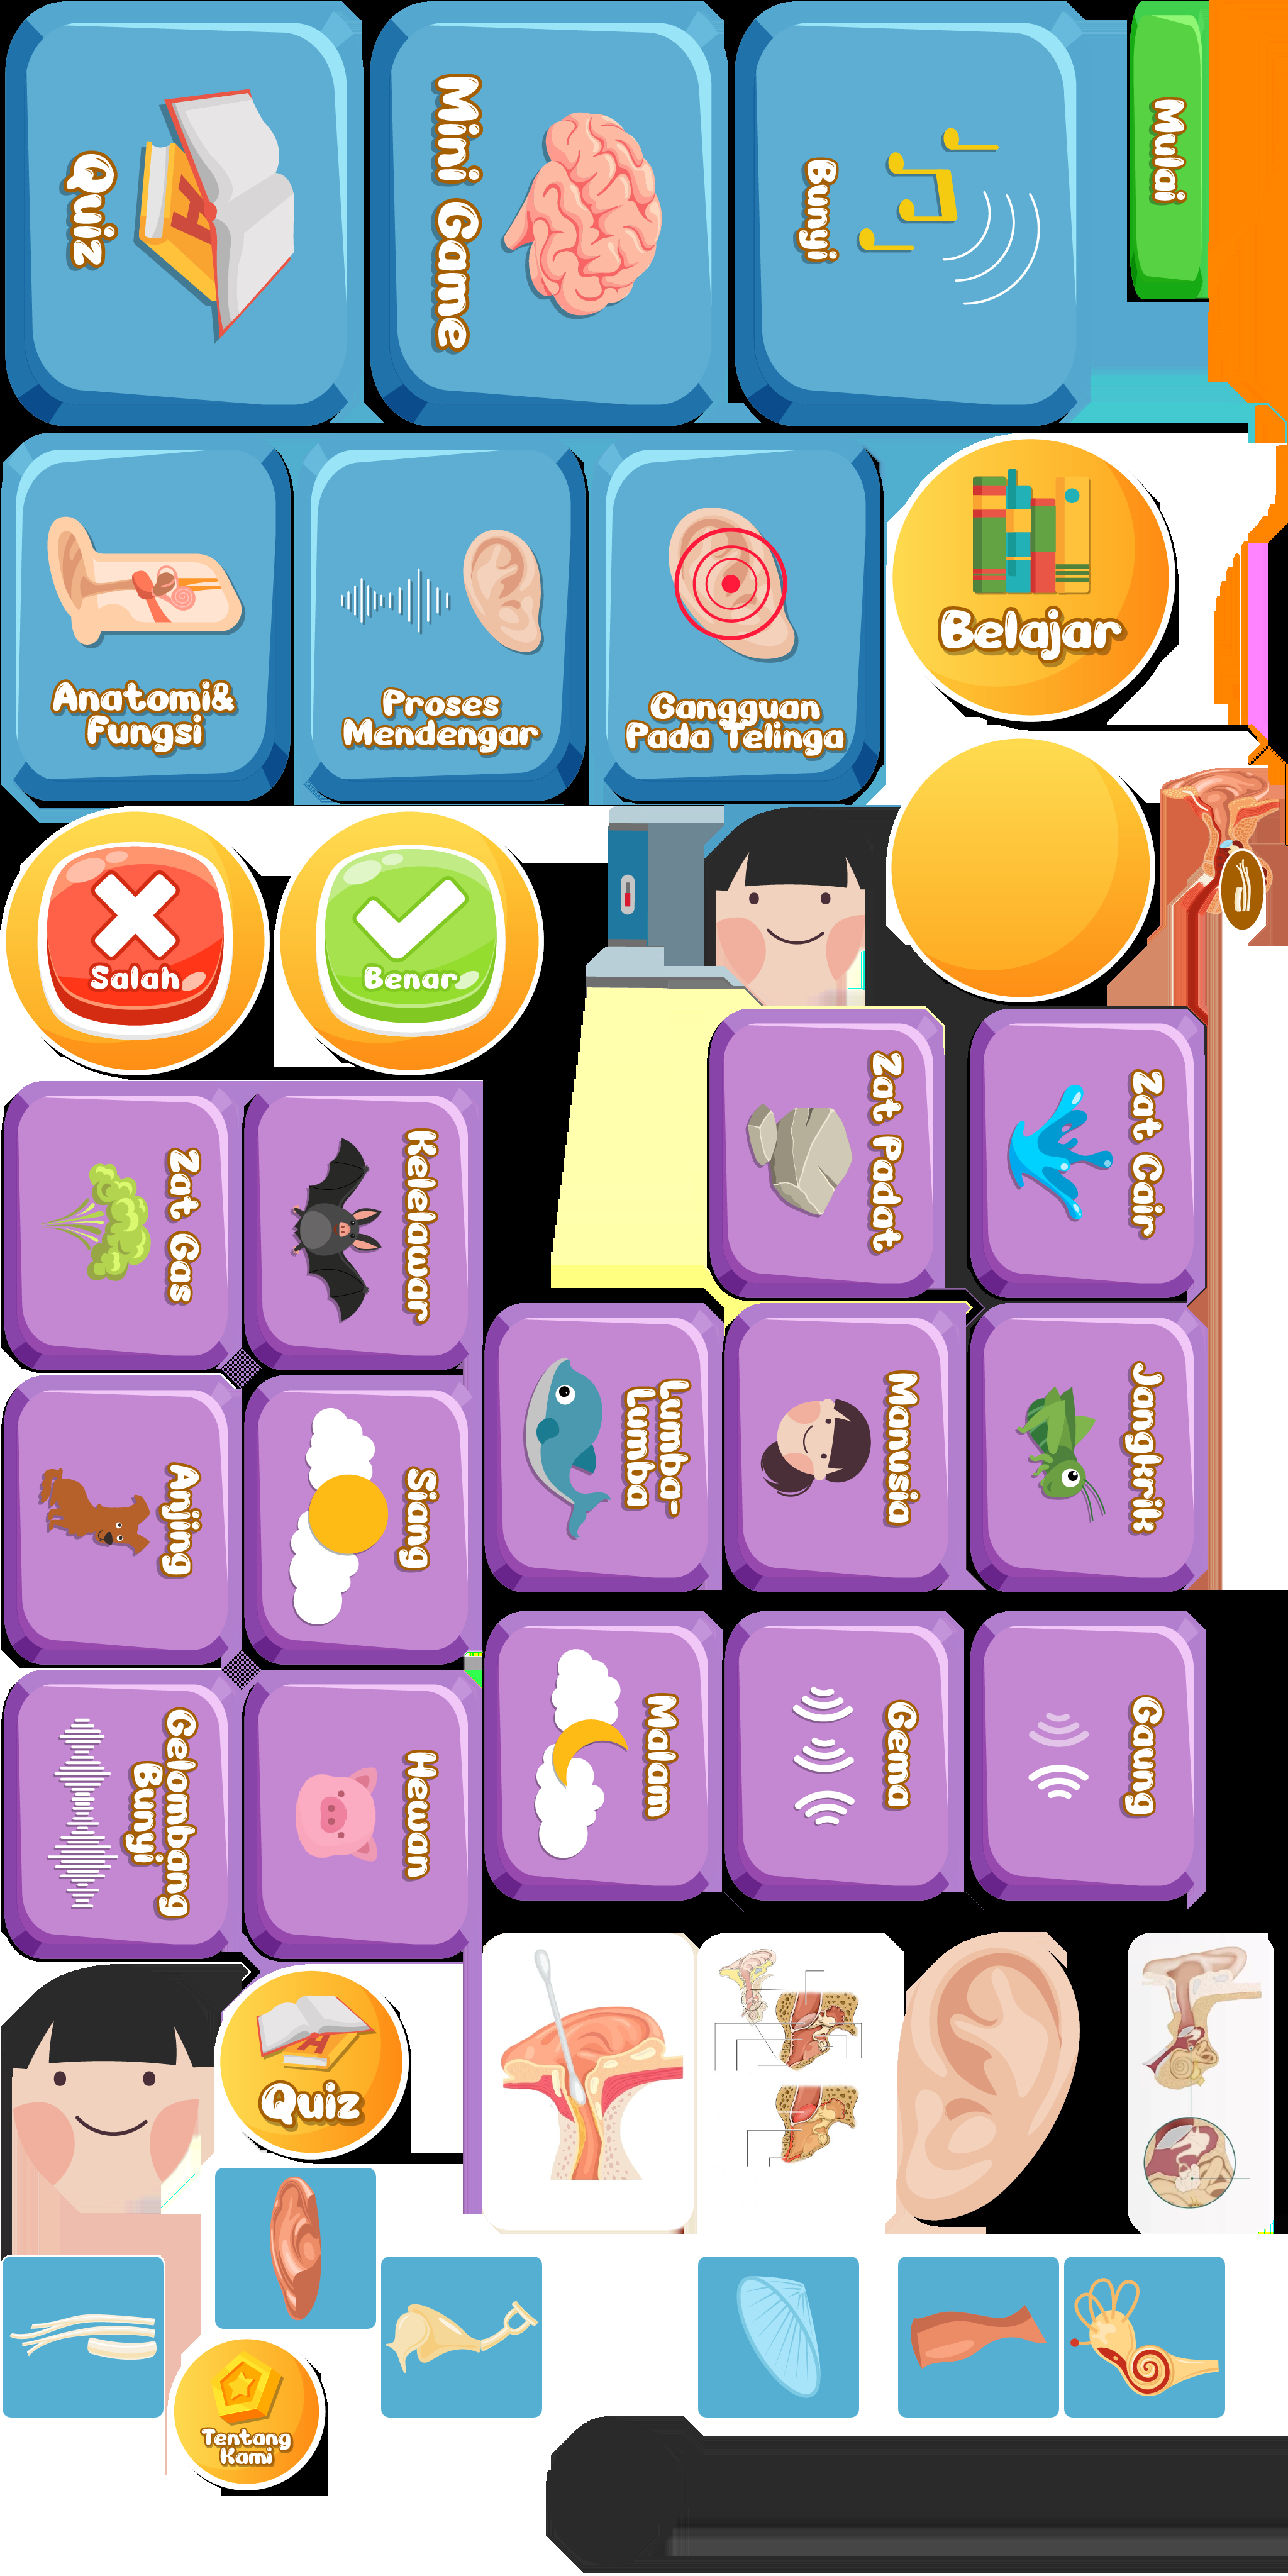 Quiz
Mini Game
Bunyi
Mulai
Anatomi&
Fungsi
Proses
Mendengar
Gangguan
Pada Telinga
Belajar
Salah
Benar
Zat Padat
Zat Cair
Zat Gas
Kelelawar
Lumba-
Lumba
Manusia
Jangkrik
Anjing
Siang
Malam
Gema
Gaung
Gelombang
Bunyi
Hewan
Quiz
Tentang
Kami